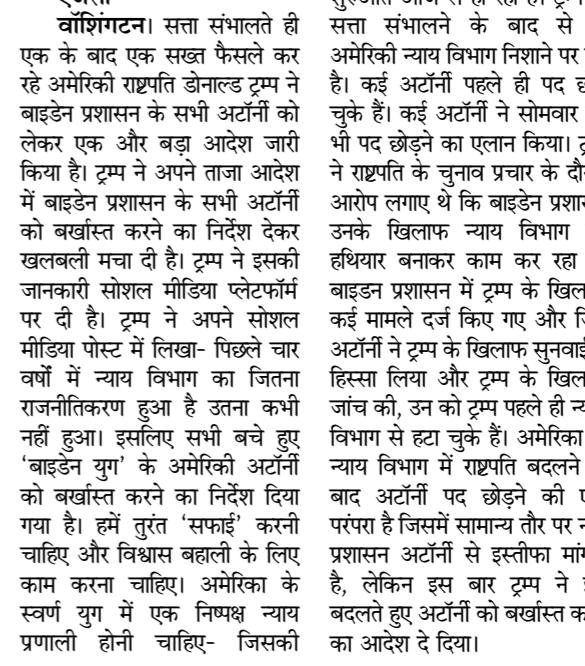 वॉशिंगटन। सत्ता संभालते ही
एक के बाद एक सख्त फैसले कर
रहे अमेरिकी राष्ट्रपति डोनाल्ड ट्रम्प ने
बाइडेन प्रशासन के सभी अटॉर्नी को
लेकर एक और बड़ा आदेश जारी
किया है। ट्रम्प ने अपने ताजा आदेश
में बाइडेन प्रशासन के सभी अटॉर्नी
को बर्खास्त करने का निर्देश देकर
खलबली मचा दी है। ट्रम्प ने इसकी
जानकारी सोशल मीडिया प्लेटफॉर्म
पर दी है। ट्रम्प ने अपने सोशल
मीडिया पोस्ट में लिखा- पिछले चार
वर्षों में न्याय विभाग का जितना
राजनीतिकरण हुआ है उतना कभी
नहीं हुआ। इसलिए सभी बचे हुए
‘बाइडेन युग’ के अमेरिकी अटॉर्नी
को बर्खास्त करने का निर्देश दिया
गया है। हमें तुरंत ‘सफाई’ करनी
चाहिए और विश्वास बहाली के लिए
काम करना चाहिए। अमेरिका के
स्वर्ण युग में एक निष्पक्ष न्याय
प्रणाली होनी चाहिए- जिसकी
सत्ता संभालने के बाद से
अमेरिकी न्याय विभाग निशाने पर
है। कई अटॉर्नी पहले ही पद
चुके हैं। कई अटॉर्नी ने सोमवार
भी पद छोड़ने का एलान किया।
ने राष्ट्रपति के चुनाव प्रचार के
आरोप लगाए थे कि बाइडेन
उनके खिलाफ न्याय विभाग
हथियार बनाकर काम कर रहा
बाइडन प्रशासन में ट्रम्प के
कई मामले दर्ज किए गए और
अटॉर्नी ने ट्रम्प के खिलाफ
हिस्सा लिया और ट्रम्प के
जांच की, उन को ट्रम्प पहले ही
विभाग से हटा चुके हैं। अमेरिका
न्याय विभाग में राष्ट्रपति बदलने
बाद अटॉर्नी पद छोड़ने की
परंपरा है जिसमें सामान्य तौर पर
प्रशासन अटॉर्नी से इस्तीफा
है, लेकिन इस बार ट्रम्प ने
बदलते हुए अटॉर्नी को बर्खास्त
का आदेश दे दिया।